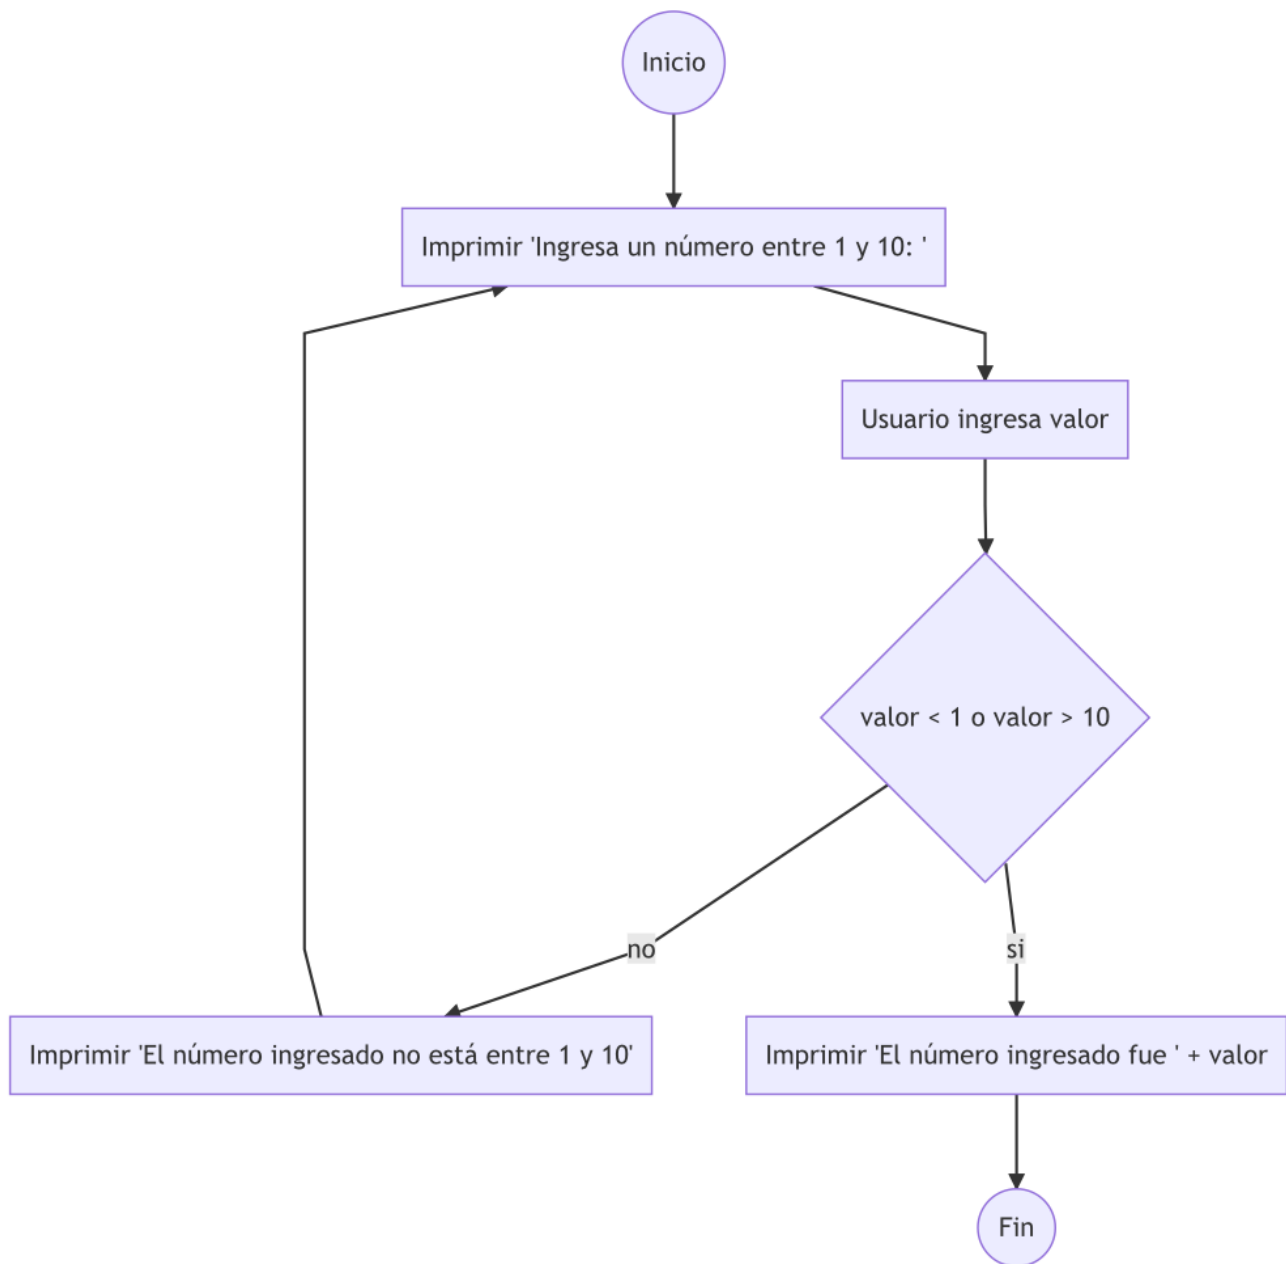 Inicio
Imprimir 'Ingresa un número entre 1 y 10: '
Usuario ingresa valor
valor < 1 o valor > 10
no
si
Imprimir 'El número ingresado no está entre 1 y 10'
Imprimir 'El número ingresado fue ' + valor
Fin